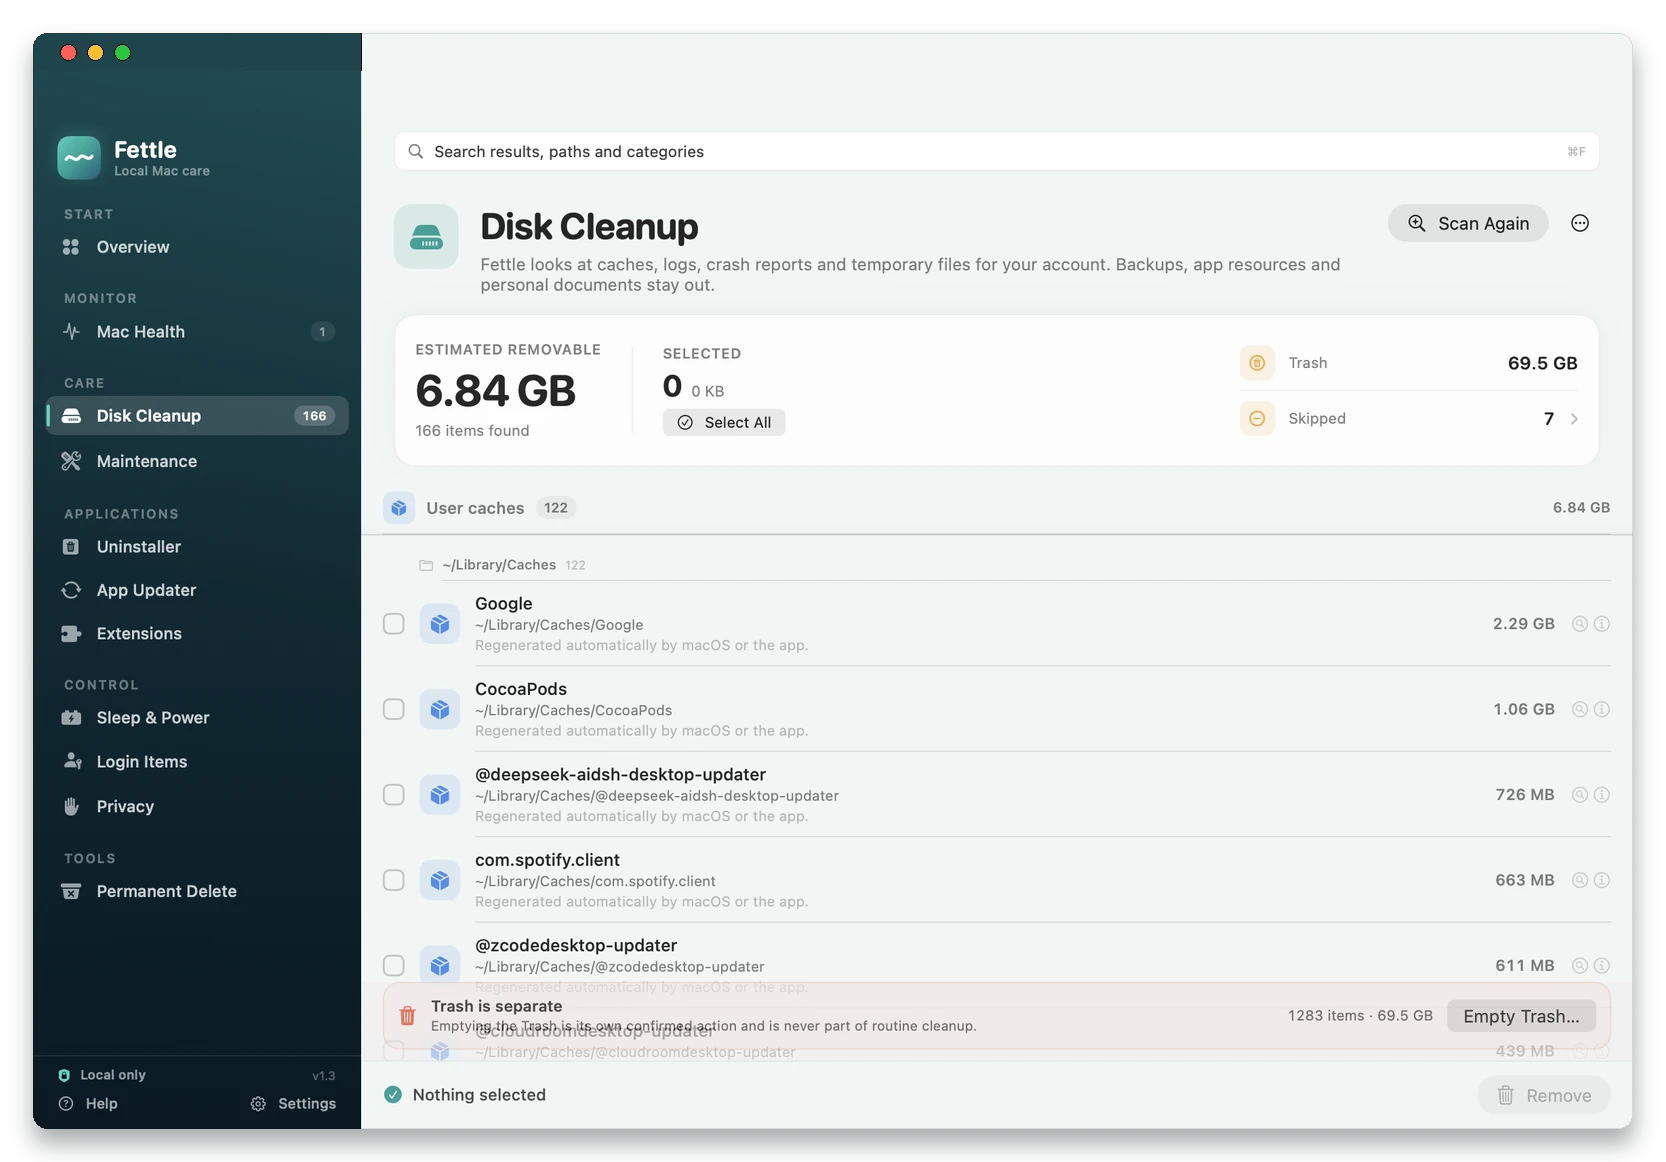 Fettle
Local Mac care
START
Overview
MONITOR
Mac Health 1
CARE
Disk Cleanup 166
Maintenance
APPLICATIONS
Uninstaller
App Updater
Extensions
CONTROL
Sleep & Power
Login Items
Privacy
TOOLS
Permanent Delete
Local only v1.3
Help Settings
Search results, paths and categories ⌘F
Disk Cleanup
Scan Again
Fettle looks at caches, logs, crash reports and temporary files for your account. Backups, app resources and
personal documents stay out.
ESTIMATED REMOVABLE
6.84 GB
166 items found
SELECTED
0 0 KB
Select All
Trash 69.5 GB
Skipped 7
User caches 122 6.84 GB
~/Library/Caches 122
Google
~/Library/Caches/Google
Regenerated automatically by macOS or the app.
2.29 GB
CocoaPods
~/Library/Caches/CocoaPods
Regenerated automatically by macOS or the app.
1.06 GB
@deepseek-aidsh-desktop-updater
~/Library/Caches/@deepseek-aidsh-desktop-updater
Regenerated automatically by macOS or the app.
726 MB
com.spotify.client
~/Library/Caches/com.spotify.client
Regenerated automatically by macOS or the app.
663 MB
@zcodedesktop-updater
~/Library/Caches/@zcodedesktop-updater
Regenerated automatically by macOS or the app.
611 MB
Trash is separate
Emptying the Trash is its own confirmed action and is never part of routine cleanup.
1283 items · 69.5 GB
Empty Trash...
@cloudroomdesktop-updater
~/Library/Caches/@cloudroomdesktop-updater
439 MB
Nothing selected
Remove